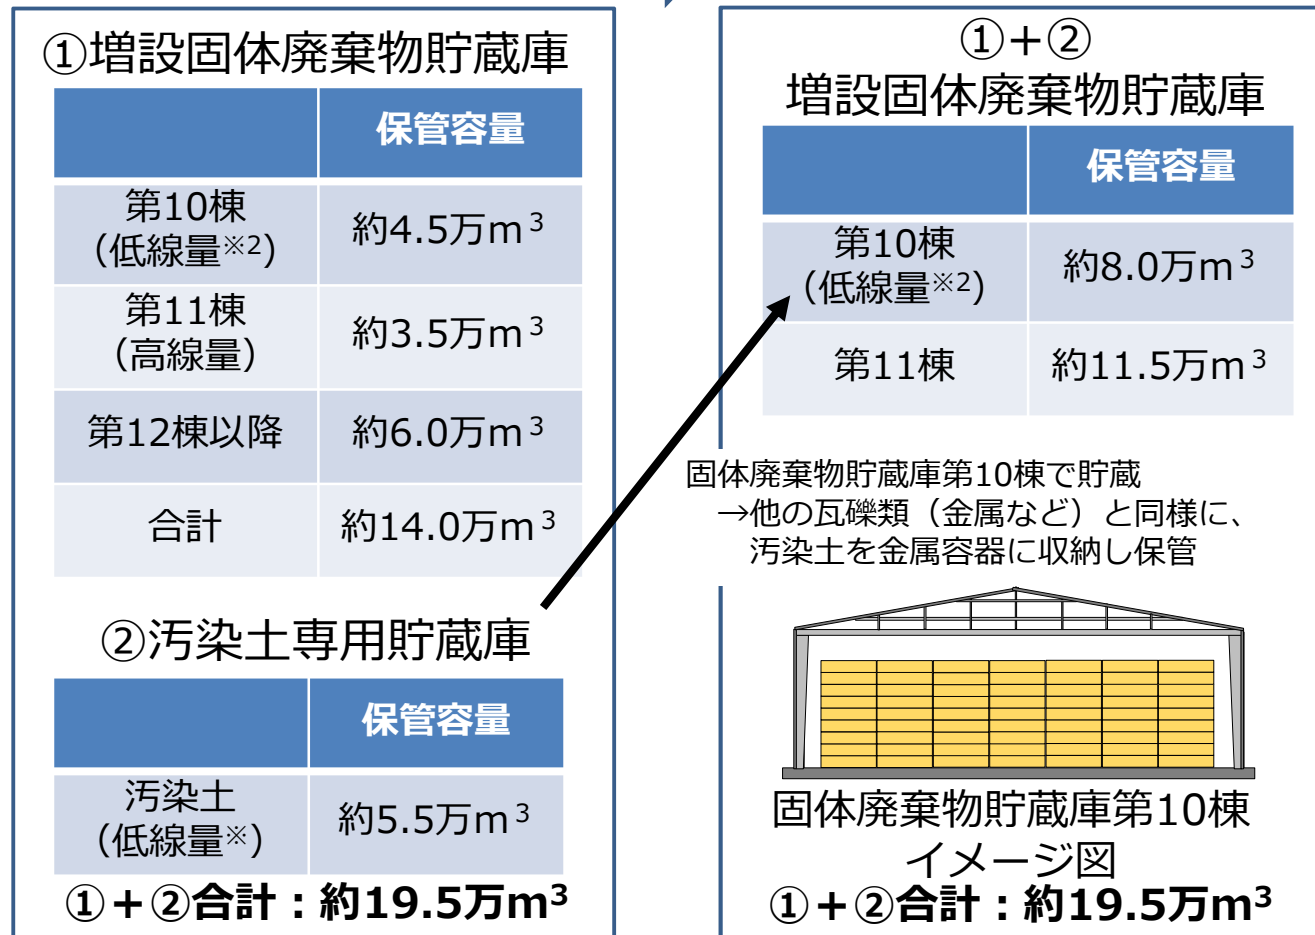 ①増設固体廃棄物貯蔵庫
保管容量
第10棟
(低線量※2)
約4.5万m3
第11棟
(高線量)
約3.5万m3
第12棟以降
約6.0万m3
合計
約14.0万m3
②汚染土専用貯蔵庫
保管容量
汚染土
(低線量※)
約5.5万m3
①+②合計:約19.5万m3
①+②
増設固体廃棄物貯蔵庫
保管容量
第10棟
(低線量※2)
約8.0万m3
第11棟
約11.5万m3
固体廃棄物貯蔵庫第10棟で貯蔵
→他の瓦礫類(金属など)と同様に、
汚染土を金属容器に収納し保管
固体廃棄物貯蔵庫第10棟
イメージ図
①+②合計:約19.5万m3